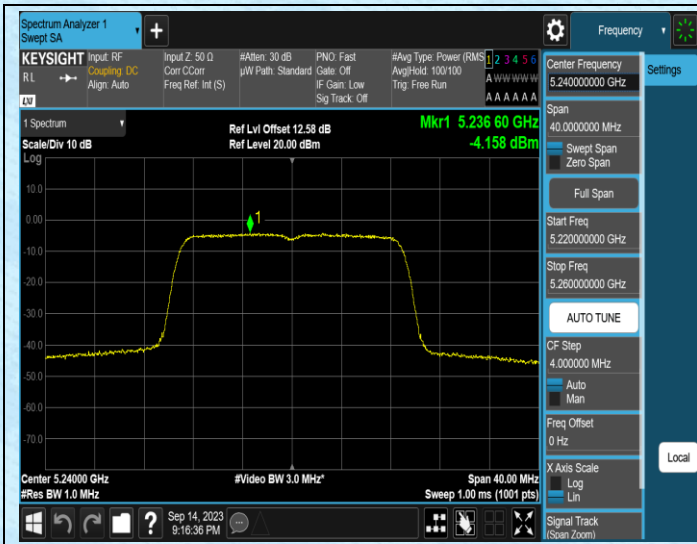 Spectrum Analyzer 1
Swept SA
+
Frequency
KEYSIGHT
RL
LXI
Input: RF
Coupling: DC
Align: Auto
Input Z: 50 Ω
Corr CCorr
Freq Ref: Int (S)
#Atten: 30 dB
µW Path: Standard
PNO: Fast
Gate: Off
IF Gain: Low
Sig Track: Off
#Avg Type: Power (RMS
Avg|Hold: 100/100
Trig: Free Run
1 2 3 4 5 6
A W W W W W
A A A A A A
1 Spectrum
Scale/Div 10 dB
Log
Ref Lvl Offset 12.58 dB
Ref Level 20.00 dBm
Mkr1 5.236 60 GHz
-4.158 dBm
10.0
0.00
-10.0
-20.0
-30.0
-40.0
-50.0
-60.0
-70.0
1
Center 5.24000 GHz
#Res BW 1.0 MHz
#Video BW 3.0 MHz*
Span 40.00 MHz
Sweep 1.00 ms (1001 pts)
?
Sep 14, 2023
9:16:36 PM
Center Frequency
5.240000000 GHz
Span
40.0000000 MHz
Swept Span
Zero Span
Full Span
Start Freq
5.220000000 GHz
Stop Freq
5.260000000 GHz
AUTO TUNE
CF Step
4.000000 MHz
Auto
Man
Freq Offset
0 Hz
X Axis Scale
Log
Lin
Signal Track
(Span Zoom)
Settings
Local